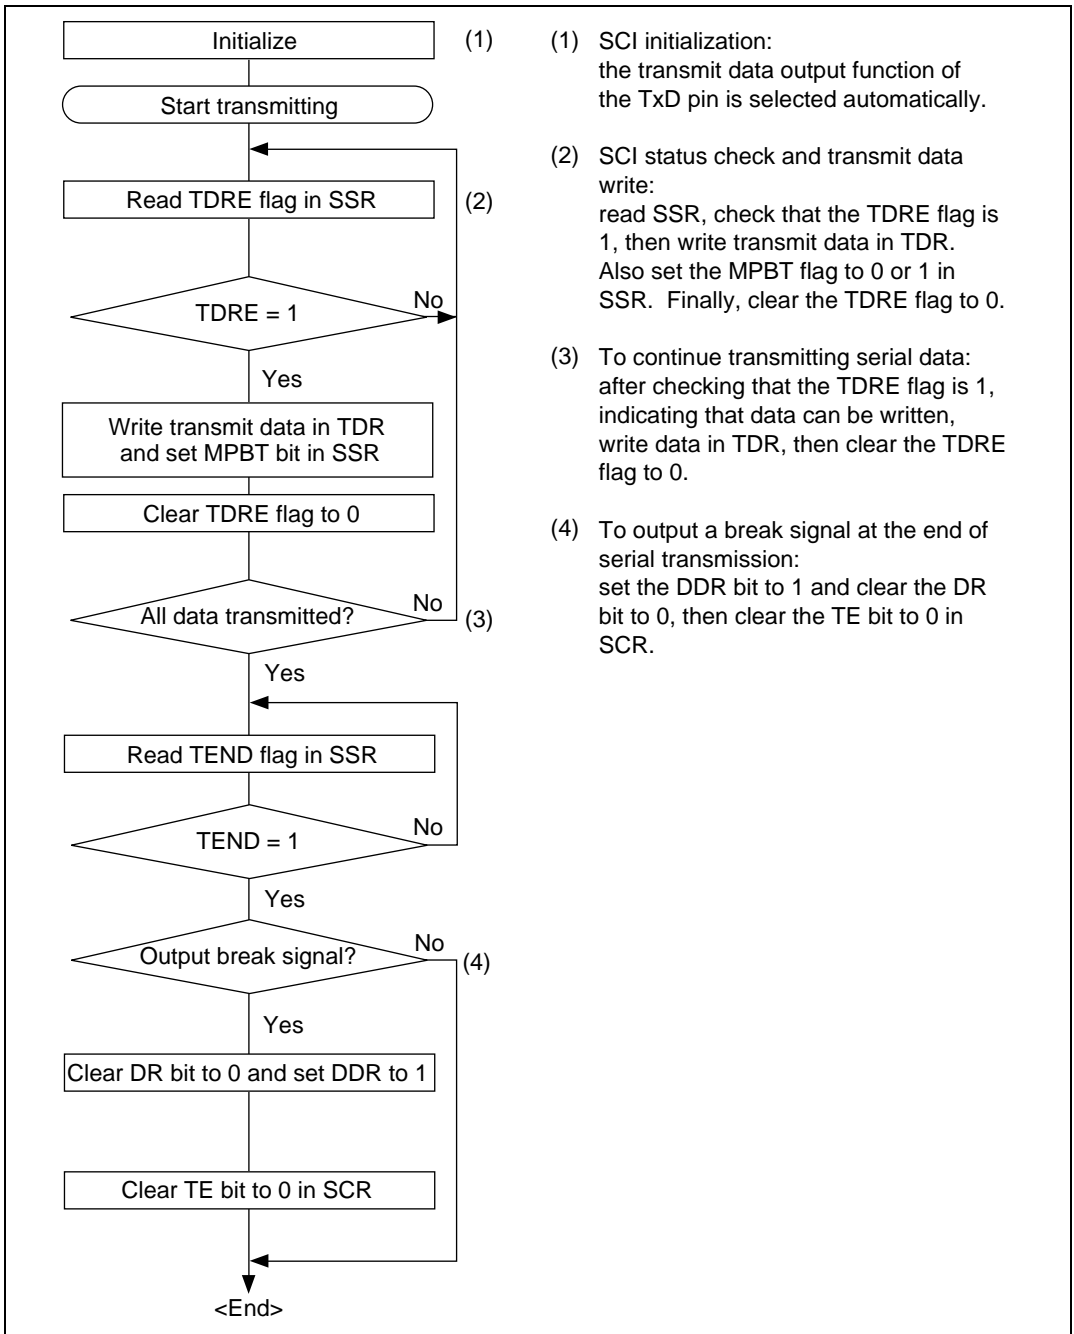 Initialize
(1)
Start transmitting
Read TDRE flag in SSR
(2)
TDRE = 1
No
Yes
Write transmit data in TDR
and set MPBT bit in SSR
Clear TDRE flag to 0
All data transmitted?
No
(3)
Yes
Read TEND flag in SSR
TEND = 1
No
Yes
Output break signal?
No
(4)
Yes
Clear DR bit to 0 and set DDR to 1
Clear TE bit to 0 in SCR
<End>
(1) SCI initialization:
the transmit data output function of
the TxD pin is selected automatically.
(2) SCI status check and transmit data
write:
read SSR, check that the TDRE flag is
1, then write transmit data in TDR.
Also set the MPBT flag to 0 or 1 in
SSR. Finally, clear the TDRE flag to 0.
(3) To continue transmitting serial data:
after checking that the TDRE flag is 1,
indicating that data can be written,
write data in TDR, then clear the TDRE
flag to 0.
(4) To output a break signal at the end of
serial transmission:
set the DDR bit to 1 and clear the DR
bit to 0, then clear the TE bit to 0 in
SCR.